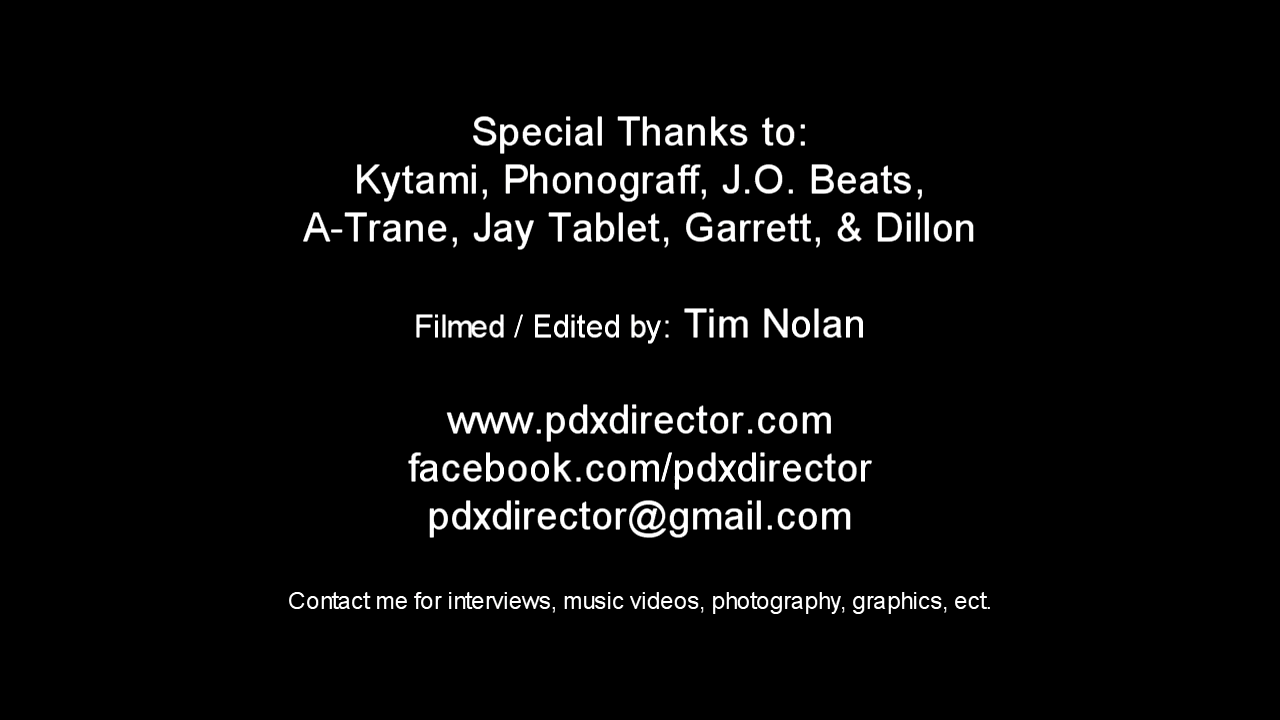 Special Thanks to:
Kytami, Phonograff, J.O. Beats,
A-Trane, Jay Tablet, Garrett, & Dillon
Filmed / Edited by: Tim Nolan
www.pdxdirector.com
facebook.com/pdxdirector
pdxdirector@gmail.com
Contact me for interviews, music videos, photography, graphics, ect.